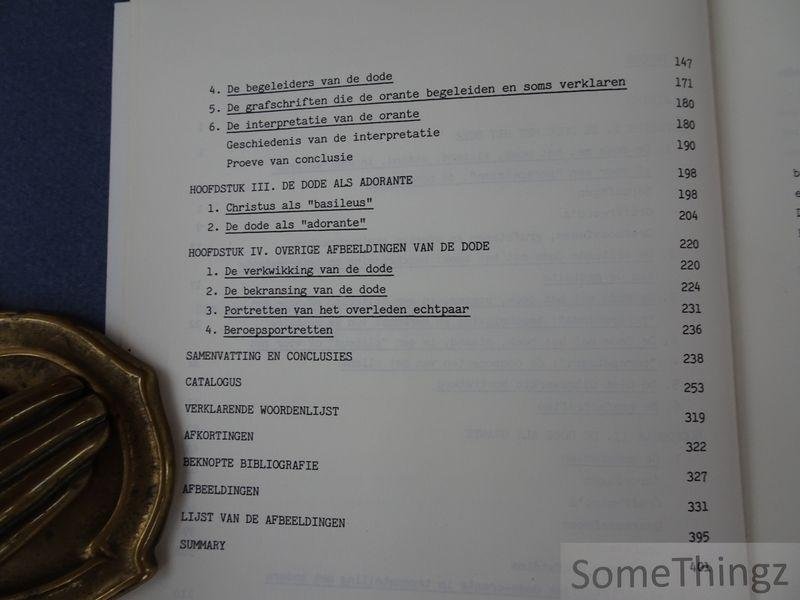 4. De begeleiders van de dode 147
5. De grafschriften die de orante begeleiden en soms verklaren 171
6. De interpretatie van de orante 180
Geschiedenis van de interpretatie 180
Proeve van conclusie 190
HOOFDSTUK III. DE DODE ALS ADORANTE 198
1. Christus als "basileus" 198
2. De dode als "adorante" 204
HOOFDSTUK IV. OVERIGE AFBEELDINGEN VAN DE DODE 220
1. De verkwikking van de dode 220
2. De bekransing van de dode 224
3. Portretten van het overleden echtpaar 231
4. Beroepsportretten 236
SAMENVATTING EN CONCLUSIES 238
CATALOGUS 253
VERKLARENDE WOORDENLIJST 319
AFKORTINGEN 322
BEKNOPTE BIBLIOGRAFIE 327
AFBEELDINGEN 331
LIJST VAN DE AFBEELDINGEN 395
SUMMARY 401
SomeThingz